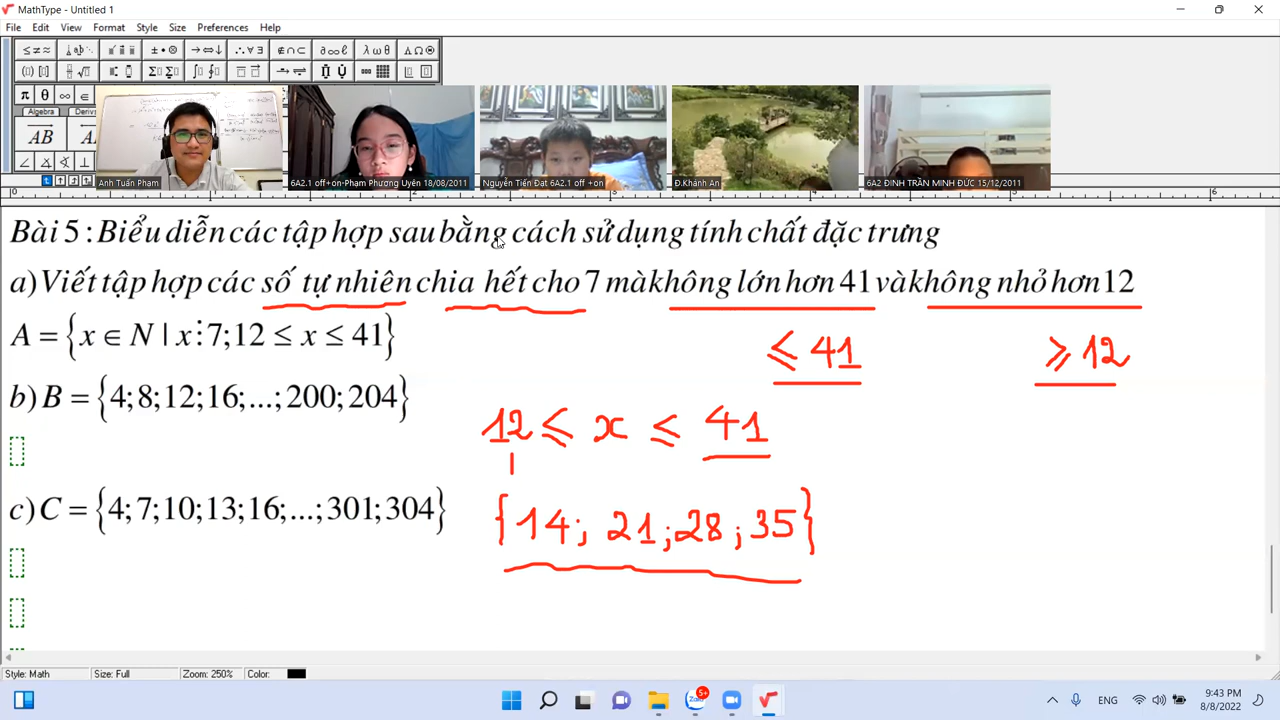 MathType - Untitled 1
File Edit View Format Style Size Preferences Help
Algebra
Anh Tuấn Phạm
6A2.1 off +on-Phạm Phương Uyên 18/08/2011
Nguyễn Tiến Đạt 6A2.1 off +on
Đ.Khánh An
6A2 ĐINH TRẦN MINH ĐỨC 15/12/2011
Bài 5 : Biểu diễn các tập hợp sau bằng cách sử dụng tính chất đặc trưng
a) Viết tập hợp các số tự nhiên chia hết cho 7 mà không lớn hơn 41 và không nhỏ hơn 12
A = {x ∈ N | x ⋮ 7; 12 ≤ x ≤ 41}
≤ 41
≥ 12
b) B = {4;8;12;16;...;200;204}
12 ≤ x ≤ 41
c) C = {4;7;10;13;16;...;301;304}
{14; 21; 28; 35}
Style: Math Size: Full Zoom: 250% Color:
5+
Zalo
ENG
9:43 PM
8/8/2022